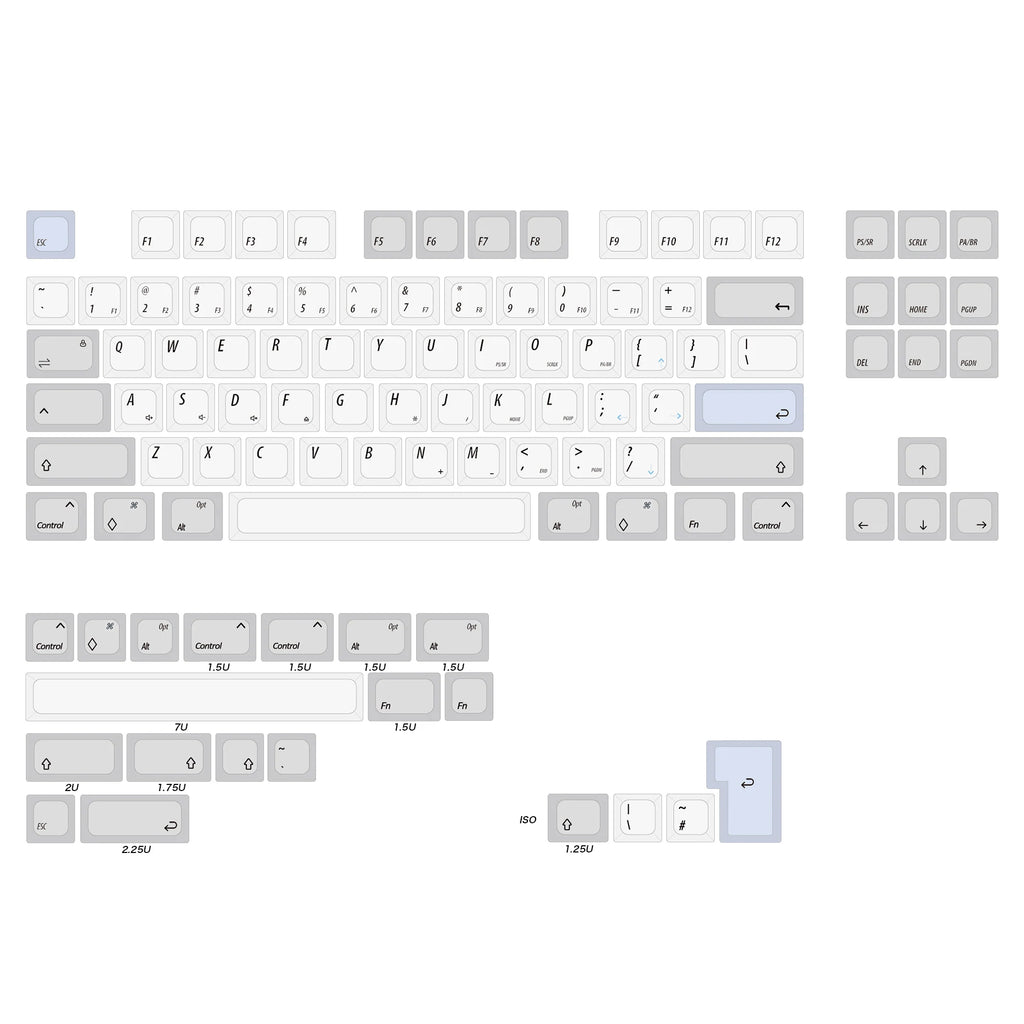 ESC F1 F2 F3 F4 F5 F6 F7 F8 F9 F10 F11 F12 PS/SR SCRLK PA/BR
~ ` ! 1 F1 @ 2 F2 # 3 F3 $ 4 F4 % 5 F5 ^ 6 F6 & 7 F7 * 8 F8 ( 9 F9 ) 0 F10 — - F11 + = F12 INS HOME PGUP
Q W E R T Y U I PS/SR O SCRLK P PA/BR { [ } ] | \ DEL END PGDN
^ A S D F G H * J / K HOME L PGUP : ; " '
Z X C V B N + M - < , END > . PGDN ? / ↑
^ Control ⌘ ◇ Opt Alt Opt Alt ⌘ ◇ Fn ^ Control ← ↓ →
^ Control ⌘ ◇ Opt Alt ^ Control ^ Control Opt Alt Opt Alt
1.5U 1.5U 1.5U 1.5U
Fn Fn
7U 1.5U
~ `
2U 1.75U
ESC
2.25U
ISO | \ ~ #
1.25U